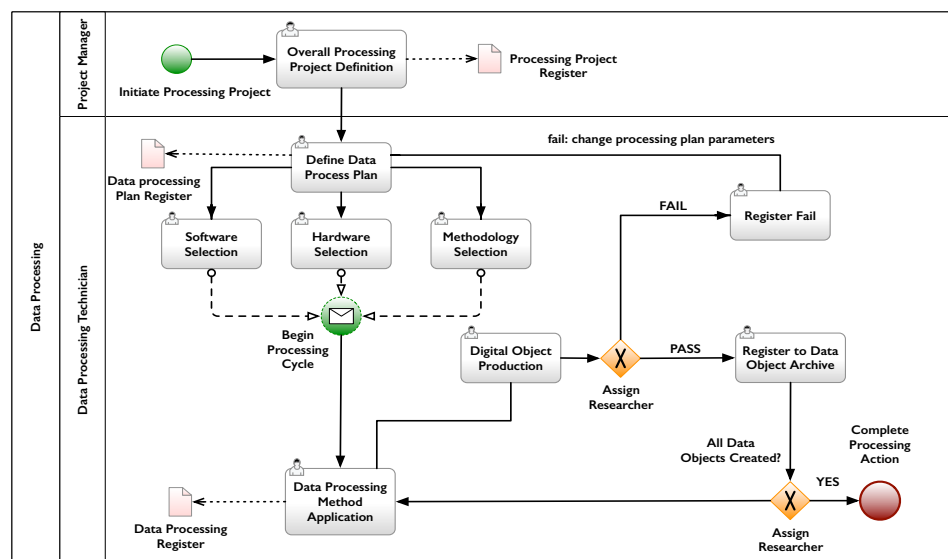 Data Processing
Project Manager
Initiate Processing Project
Overall Processing
Project Definition
Processing Project
Register
Data Processing Technician
Data processing
Plan Register
Define Data
Process Plan
fail: change processing plan parameters
Software
Selection
Hardware
Selection
Methodology
Selection
FAIL
Register Fail
Begin
Processing
Cycle
Digital Object
Production
X
Assign
Researcher
PASS
Register to Data
Object Archive
All Data
Objects Created?
Complete
Processing
Action
Data Processing
Method
Application
Data Processing
Register
X
YES
Assign
Researcher